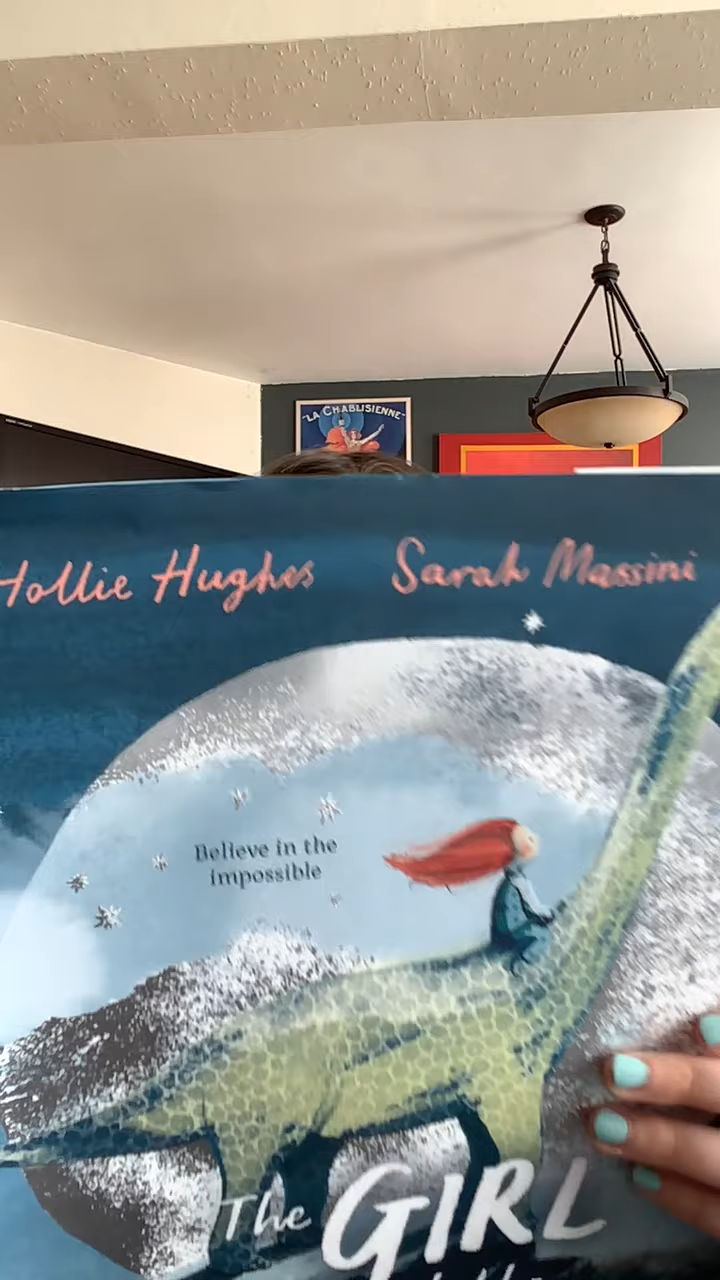 "LA CHABLISIENNE"
Hollie Hughes Sarah Massini
Believe in the
impossible
The GIRL